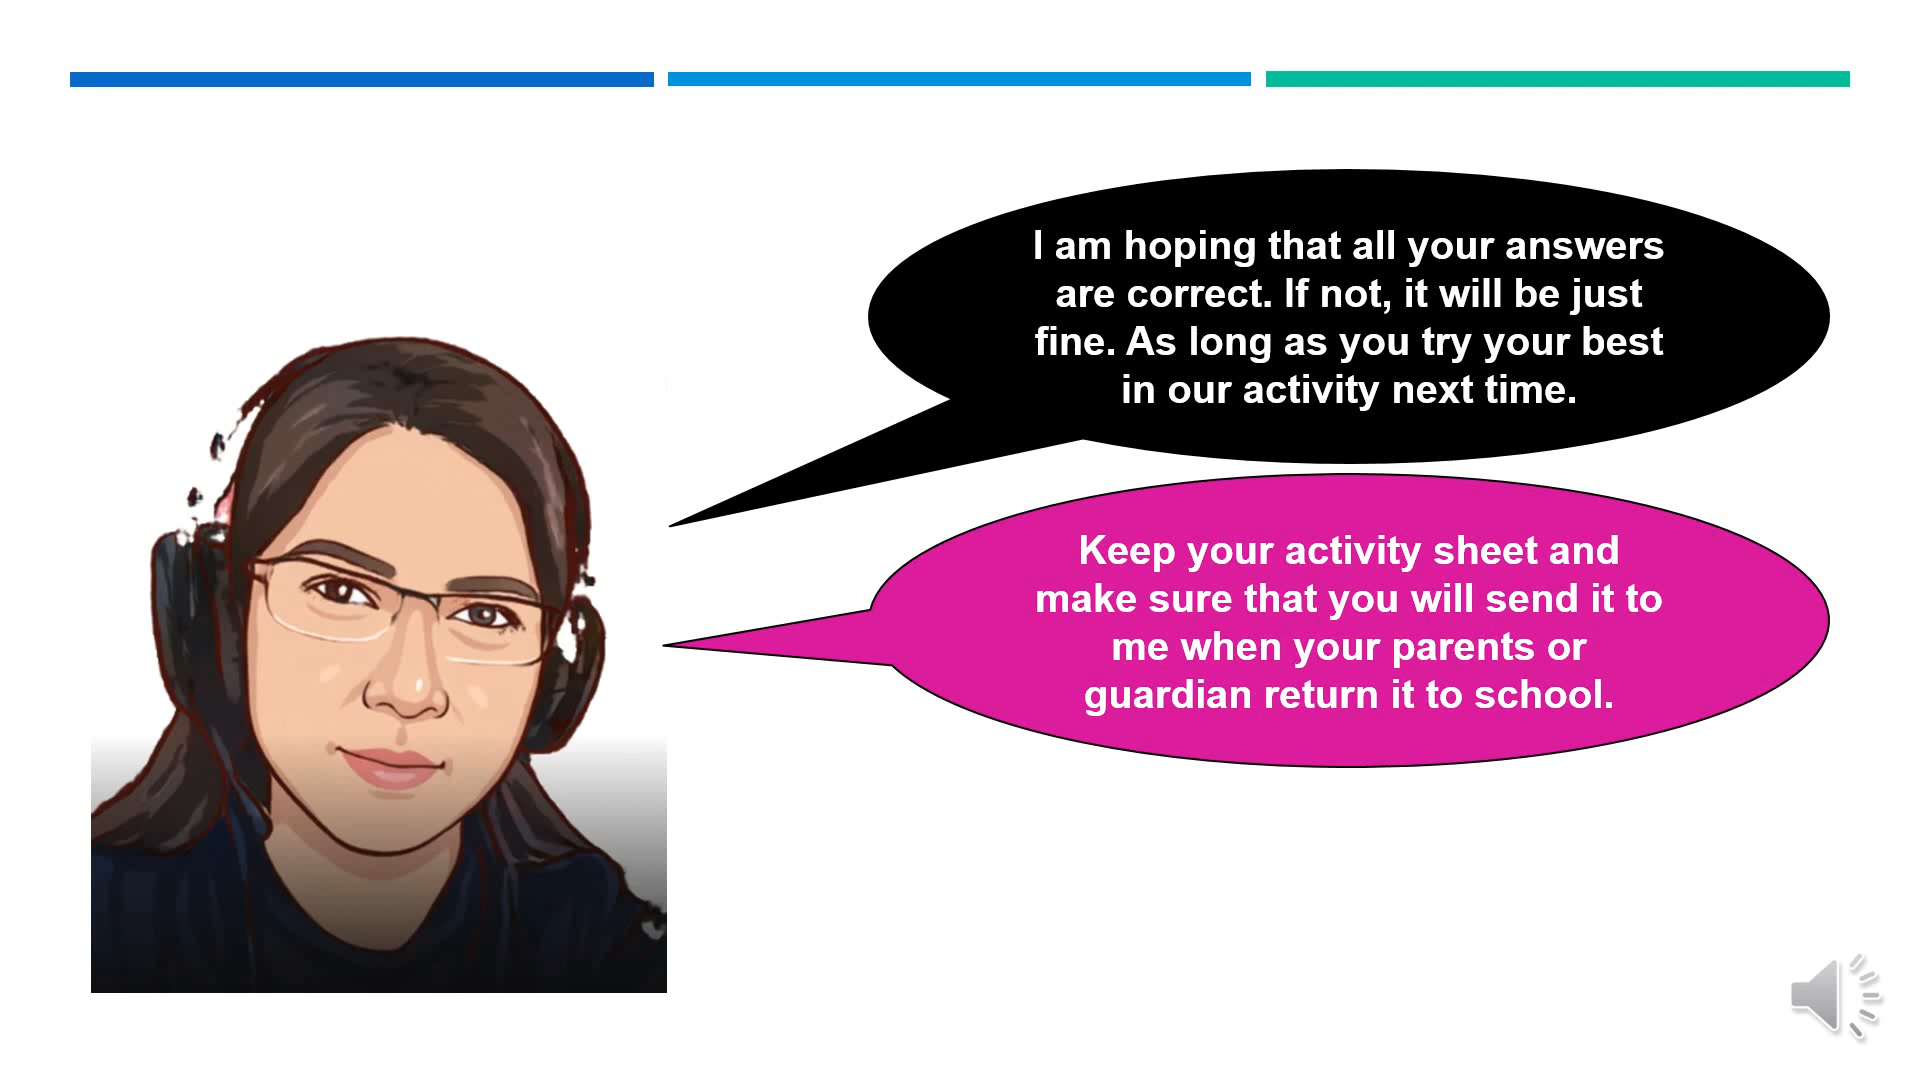 I am hoping that all your answers
are correct. If not, it will be just
fine. As long as you try your best
in our activity next time.
Keep your activity sheet and
make sure that you will send it to
me when your parents or
guardian return it to school.